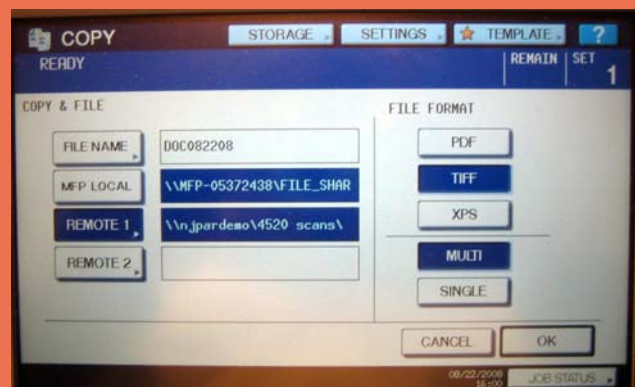 COPY
STORAGE
SETTINGS
TEMPLATE
?
READY
REMAIN
SET
1
COPY & FILE
FILE FORMAT
FILE NAME
DOC082208
PDF
MFP LOCAL
\\MFP-05372438\FILE_SHAR
TIFF
REMOTE 1
\\njpardemo\4520 scans\
XPS
REMOTE 2
MULTI
SINGLE
CANCEL
OK
08/22/2008
16:00
JOB STATUS